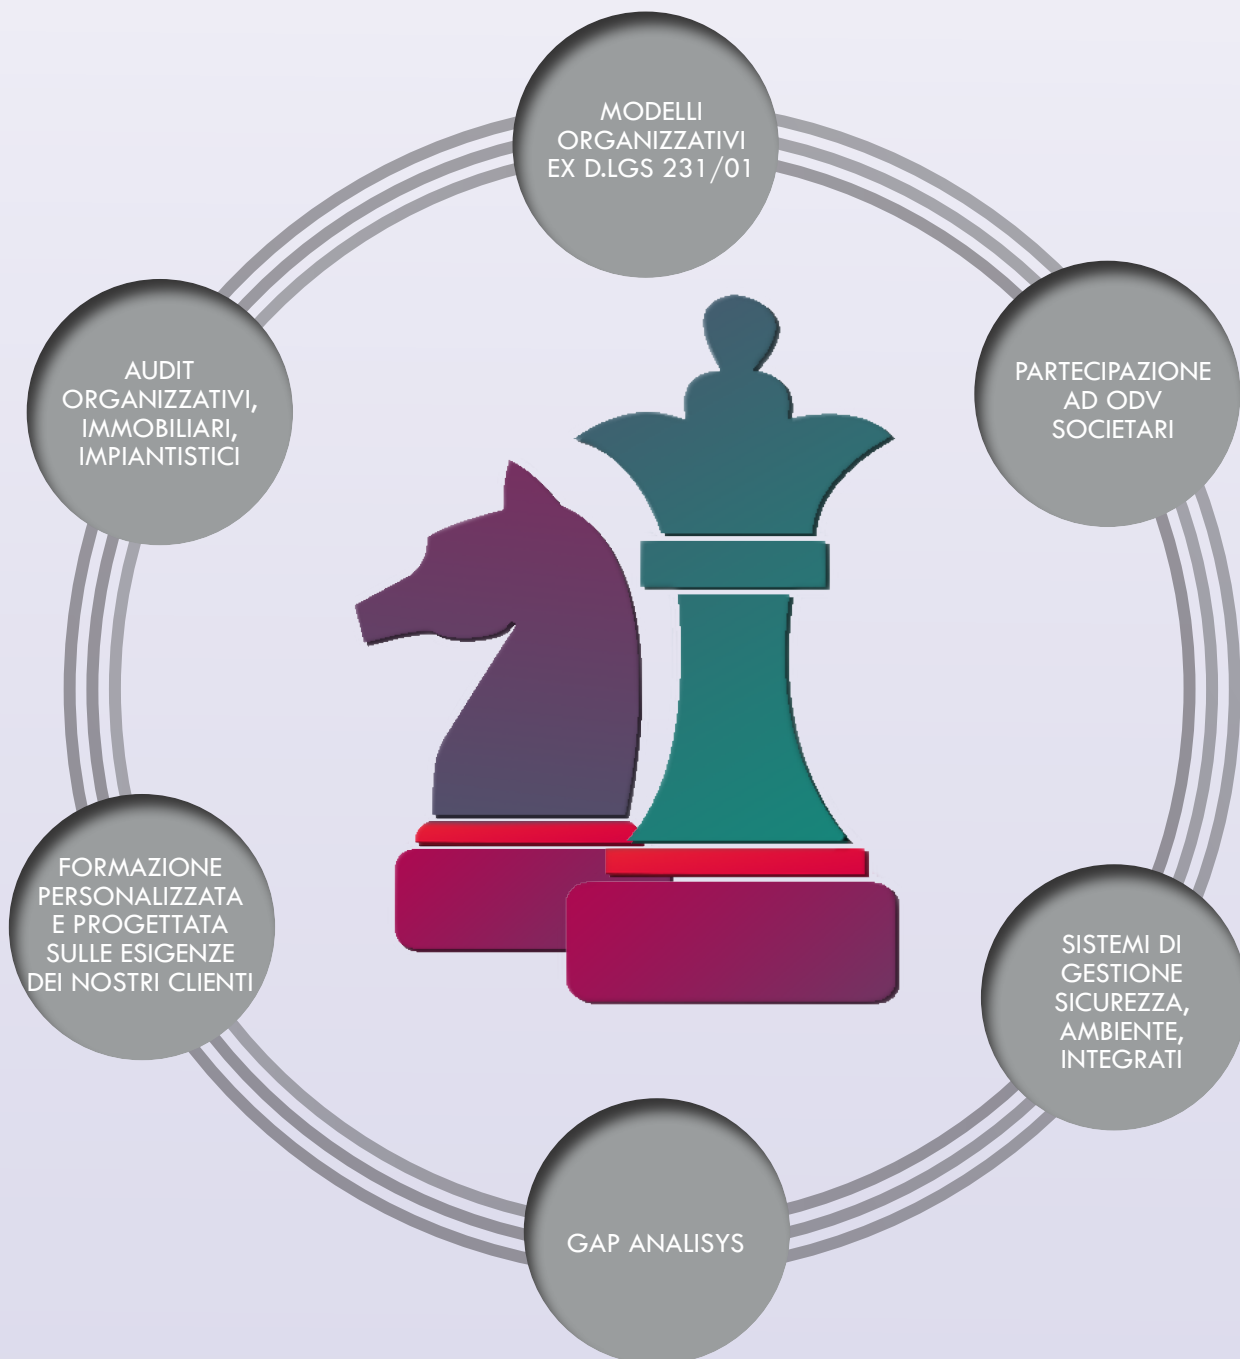 MODELLI
ORGANIZZATIVI
EX D.LGS 231/01
PARTECIPAZIONE
AD ODV
SOCIETARI
SISTEMI DI
GESTIONE
SICUREZZA,
AMBIENTE,
INTEGRATI
GAP ANALISYS
FORMAZIONE
PERSONALIZZATA
E PROGETTATA
SULLE ESIGENZE
DEI NOSTRI CLIENTI
AUDIT
ORGANIZZATIVI,
IMMOBILIARI,
IMPIANTISTICI